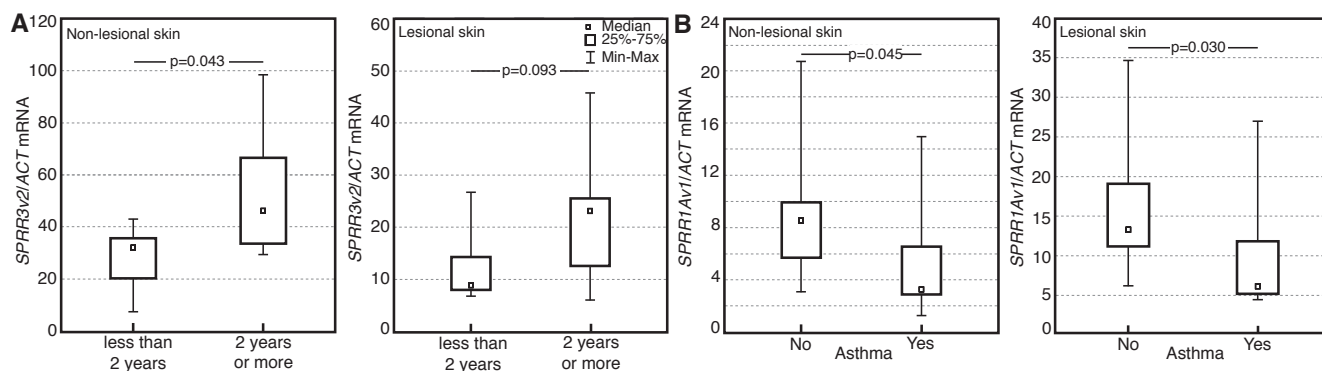 A
Non-lesional skin
p=0.043
SPRR3v2/ACT mRNA
120
100
80
60
40
20
0
less than
2 years
2 years
or more
Lesional skin
Median
25%-75%
Min-Max
p=0.093
SPRR3v2/ACT mRNA
60
50
40
30
20
10
0
less than
2 years
2 years
or more
B
Non-lesional skin
p=0.045
SPRR1Av1/ACT mRNA
24
20
16
12
8
4
0
No
Yes
Asthma
Lesional skin
p=0.030
SPRR1Av1/ACT mRNA
40
35
30
25
20
15
10
5
0
No
Yes
Asthma